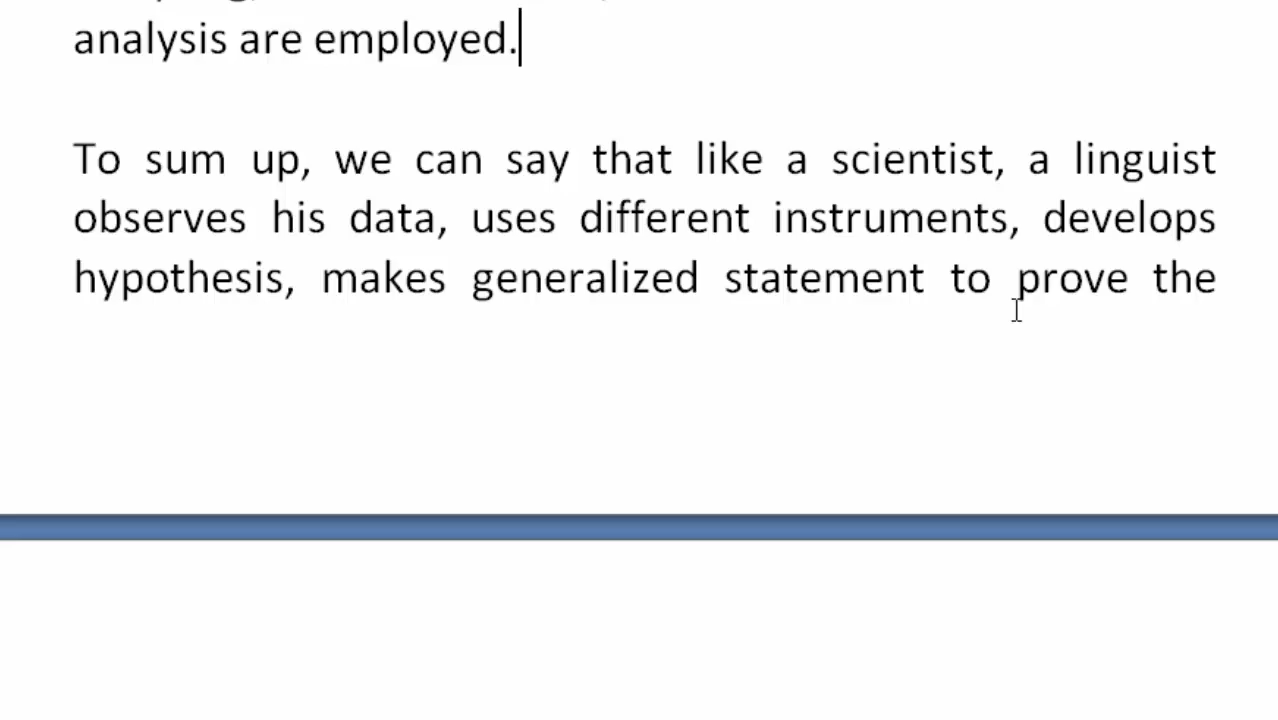 analysis are employed.
To sum up, we can say that like a scientist, a linguist
observes his data, uses different instruments, develops
hypothesis, makes generalized statement to prove the